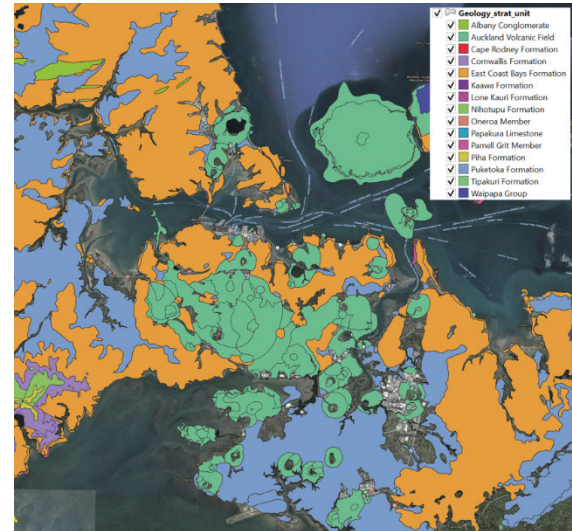 Geology_strat_unit
Albany Conglomerate
Auckland Volcanic Field
Cape Rodney Formation
Cornwallis Formation
East Coast Bays Formation
Kaawa Formation
Lone Kauri Formation
Nihotupu Formation
Oneroa Member
Papakura Limestone
Parnell Grit Member
Piha Formation
Puketoka Formation
Tipakuri Formation
Waipapa Group